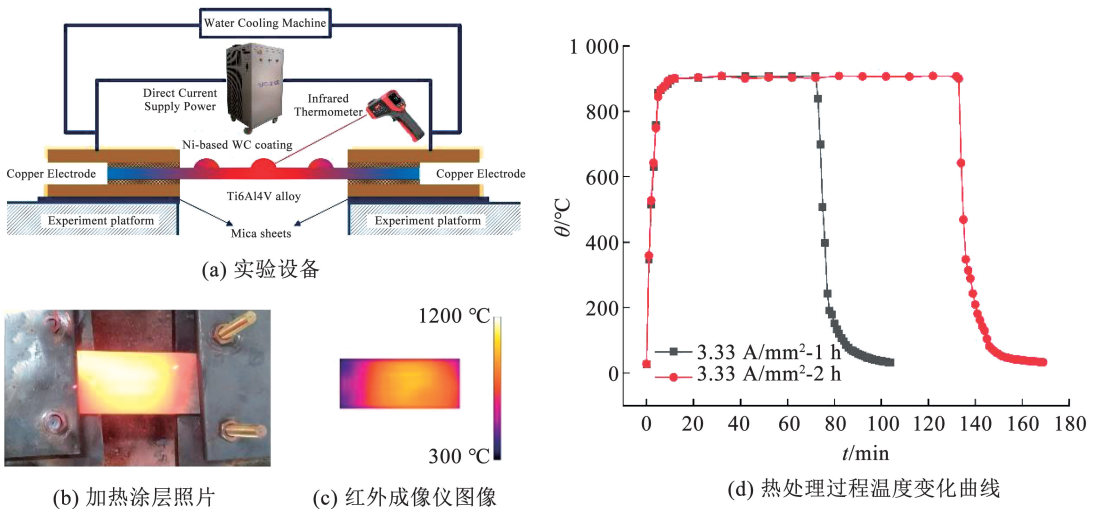 Water Cooling Machine
Direct Current
Supply Power
Infrared
Thermometer
Ni-based WC coating
Copper Electrode
Copper Electrode
Ti6Al4V alloy
Experiment platform
Experiment platform
Mica sheets
(a) 实验设备
(b) 加热涂层照片
1200 ℃
300 ℃
(c) 红外成像仪图像
θ/℃
1 000
800
600
400
200
0
3.33 A/mm²-1 h
3.33 A/mm²-2 h
0 20 40 60 80 100 120 140 160 180
t/min
(d) 热处理过程温度变化曲线